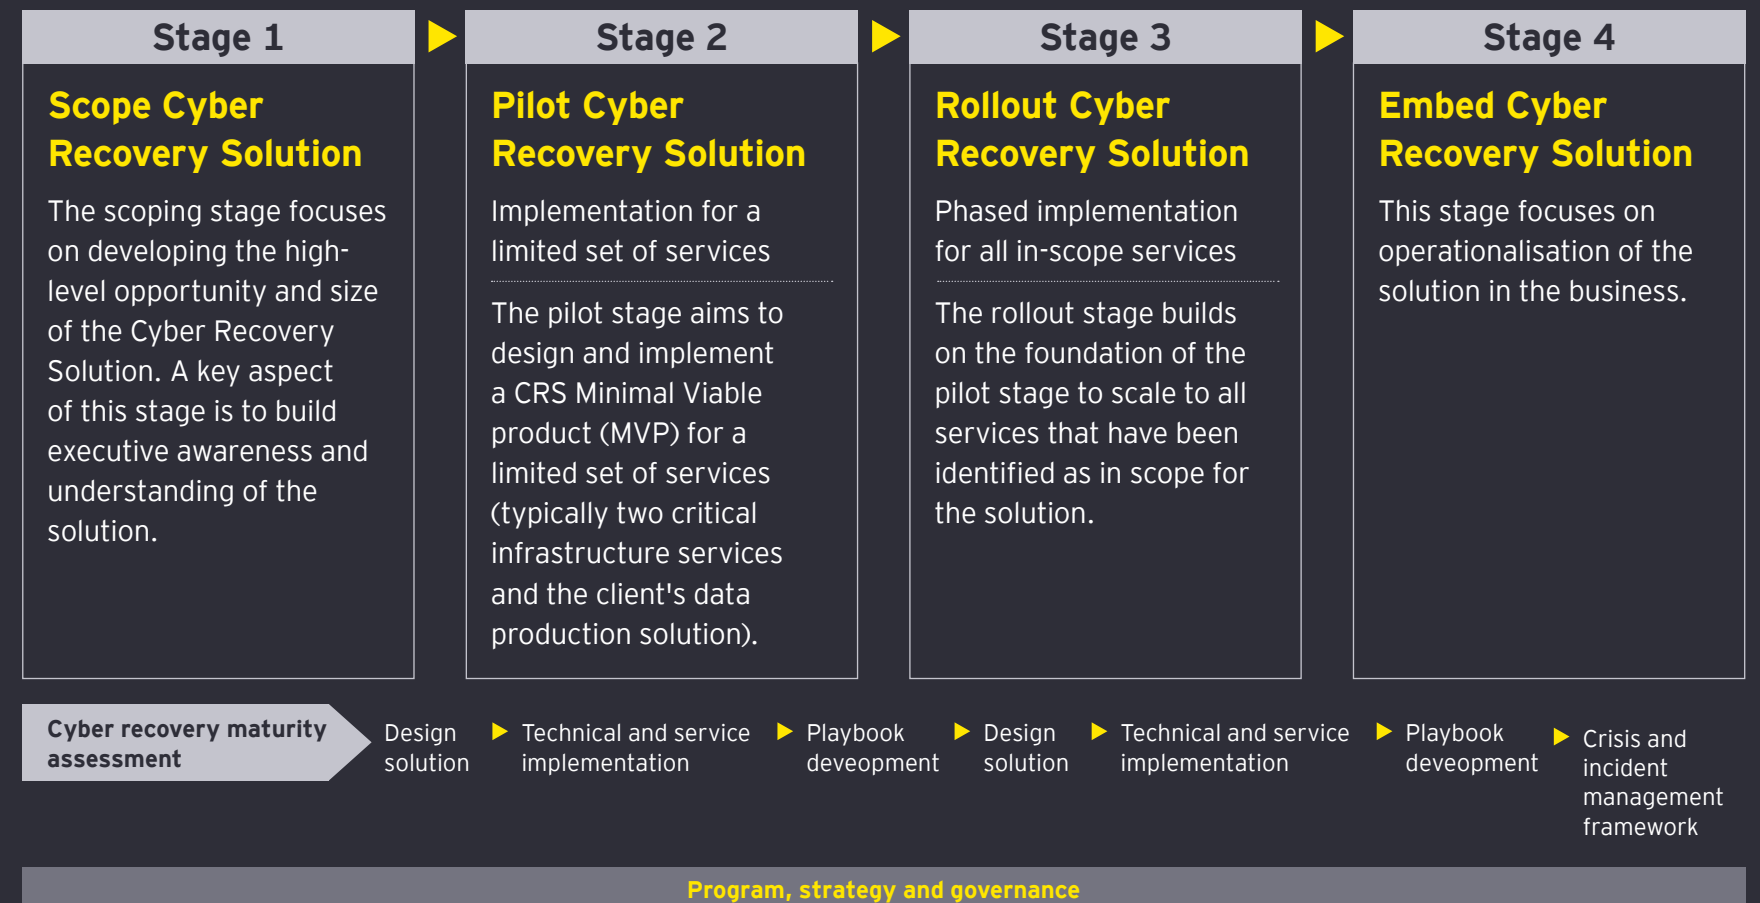 Stage 1
Scope Cyber
Recovery Solution
The scoping stage focuses
on developing the high-
level opportunity and size
of the Cyber Recovery
Solution. A key aspect
of this stage is to build
executive awareness and
understanding of the
solution.
Stage 2
Pilot Cyber
Recovery Solution
Implementation for a
limited set of services
The pilot stage aims to
design and implement
a CRS Minimal Viable
product (MVP) for a
limited set of services
(typically two critical
infrastructure services
and the client's data
production solution).
Stage 3
Rollout Cyber
Recovery Solution
Phased implementation
for all in-scope services
The rollout stage builds
on the foundation of the
pilot stage to scale to all
services that have been
identified as in scope for
the solution.
Stage 4
Embed Cyber
Recovery Solution
This stage focuses on
operationalisation of the
solution in the business.
Cyber recovery maturity
assessment
Design
solution
Technical and service
implementation
Playbook
deveopment
Design
solution
Technical and service
implementation
Playbook
deveopment
Crisis and
incident
management
framework
Program, strategy and governance